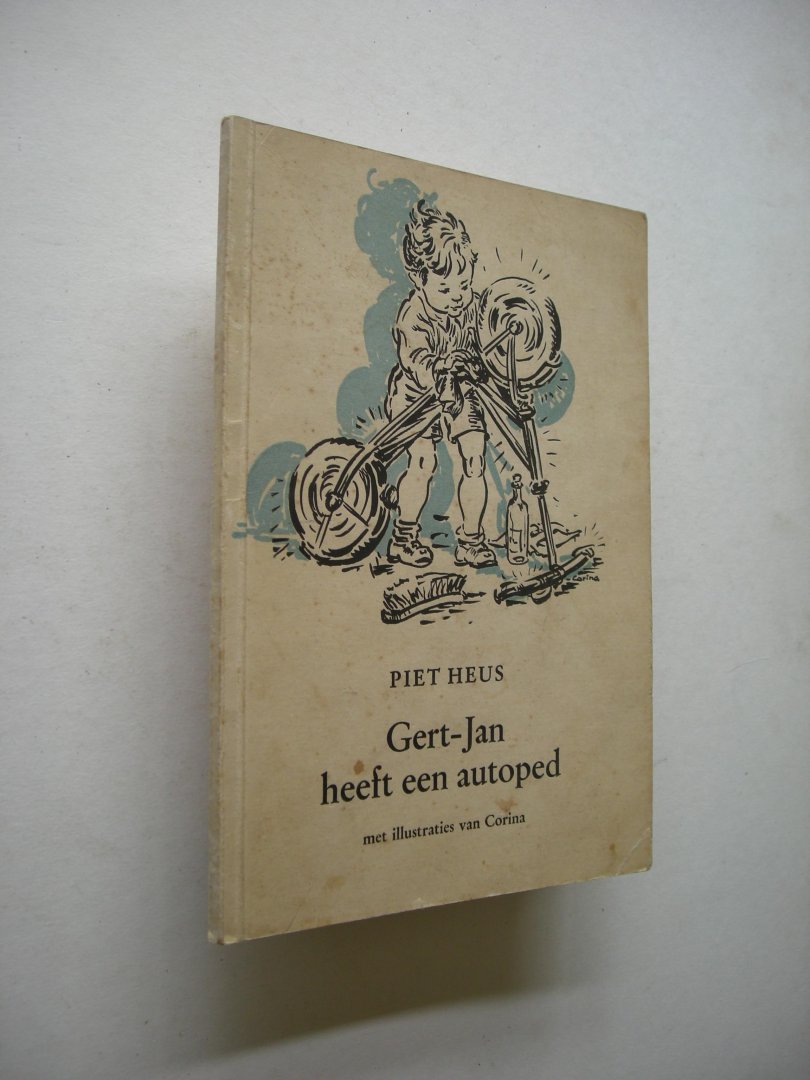 Corina
PIET HEUS
Gert-Jan
heeft een autoped
met illustraties van Corina